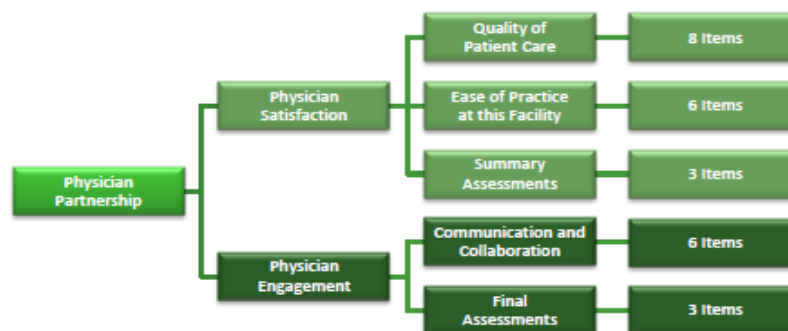 Quality of
Patient Care
8 Items
Physician
Satisfaction
Ease of Practice
at this Facility
6 Items
Summary
Assessments
3 Items
Physician
Partnership
Communication and
Collaboration
6 Items
Physician
Engagement
Final
Assessments
3 Items